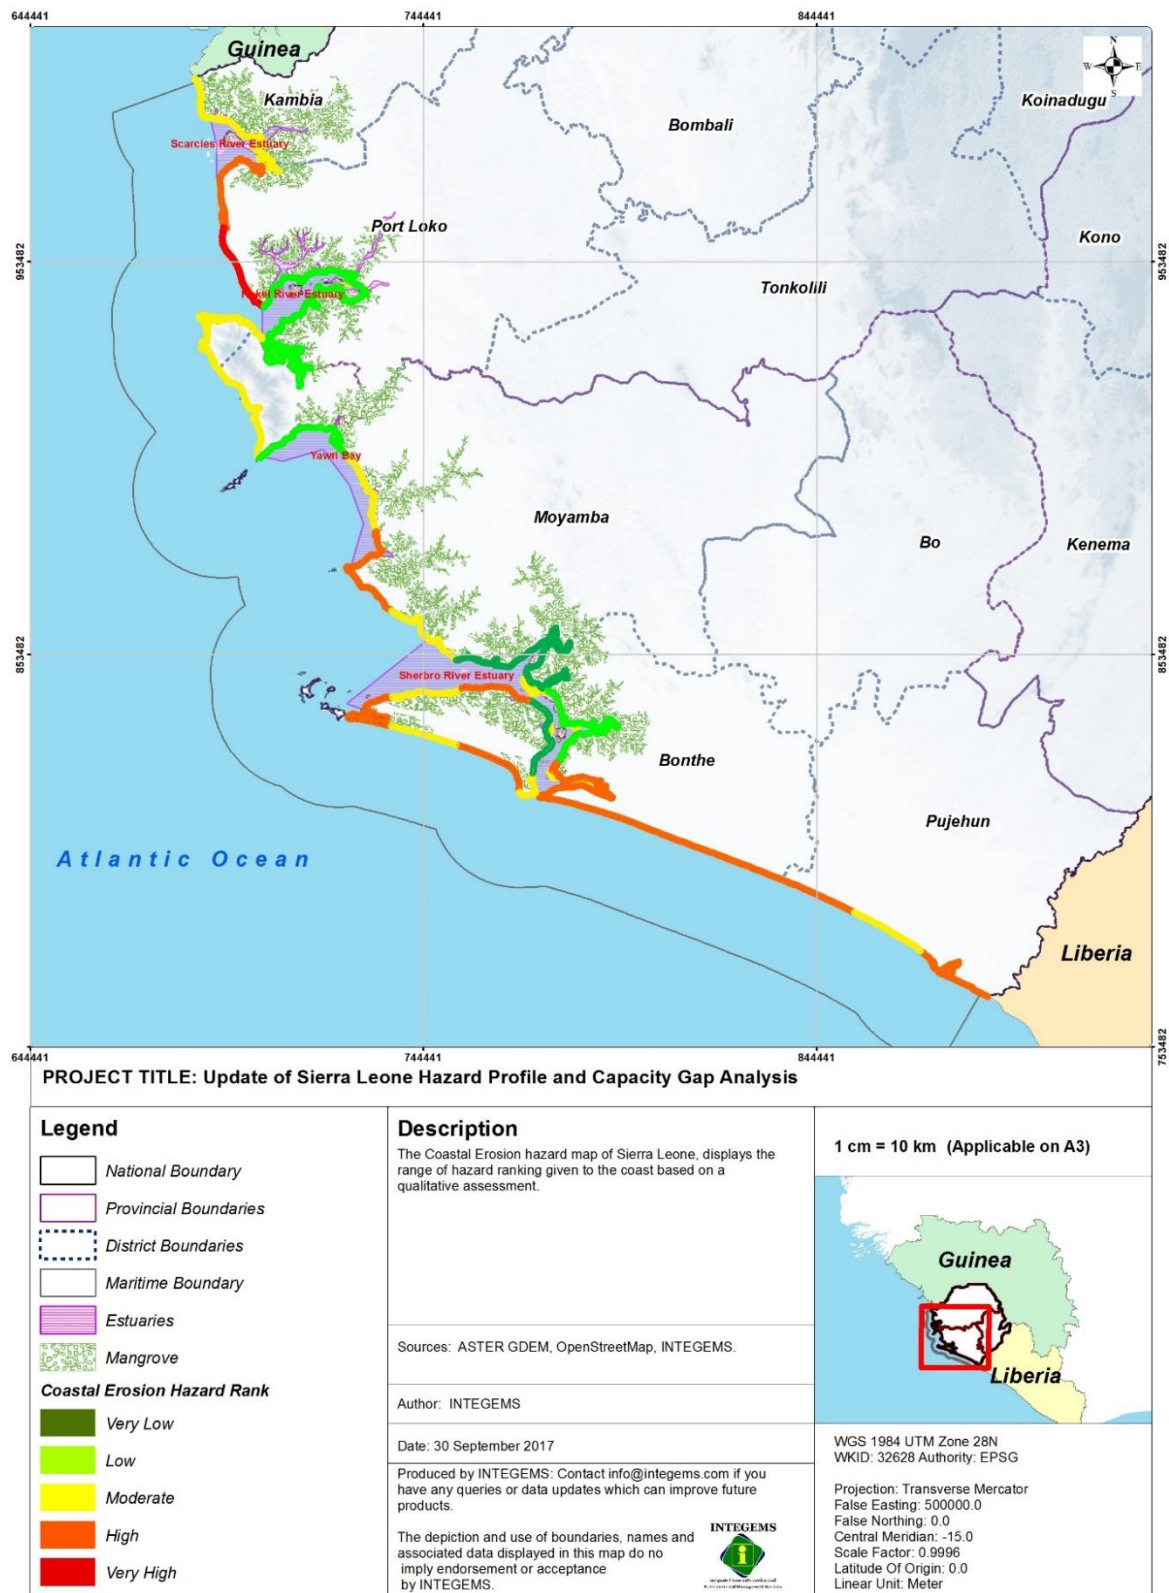 644441
744441
844441
Guinea
N
W
E
S
Kambia
Koinadugu
Bombali
Scarcies River Estuary
Port Loko
Kono
953482
953482
Tonkolili
River Estuary
Yawri Bay
Moyamba
Bo
Kenema
853482
853482
Sherbro River Estuary
Bonthe
Pujehun
Atlantic Ocean
Liberia
753482
644441
744441
844441
PROJECT TITLE: Update of Sierra Leone Hazard Profile and Capacity Gap Analysis
Legend
National Boundary
Provincial Boundaries
District Boundaries
Maritime Boundary
Estuaries
Mangrove
Coastal Erosion Hazard Rank
Very Low
Low
Moderate
High
Very High
Description
The Coastal Erosion hazard map of Sierra Leone, displays the
range of hazard ranking given to the coast based on a
qualitative assessment.
Sources: ASTER GDEM, OpenStreetMap, INTEGEMS.
Author: INTEGEMS
Date: 30 September 2017
Produced by INTEGEMS: Contact info@integems.com if you
have any queries or data updates which can improve future
products.
The depiction and use of boundaries, names and
associated data displayed in this map do no
imply endorsement or acceptance
by INTEGEMS.
INTEGEMS
i
1 cm = 10 km (Applicable on A3)
Guinea
Liberia
WGS 1984 UTM Zone 28N
WKID: 32628 Authority: EPSG
Projection: Transverse Mercator
False Easting: 500000.0
False Northing: 0.0
Central Meridian: -15.0
Scale Factor: 0.9996
Latitude Of Origin: 0.0
Linear Unit: Meter